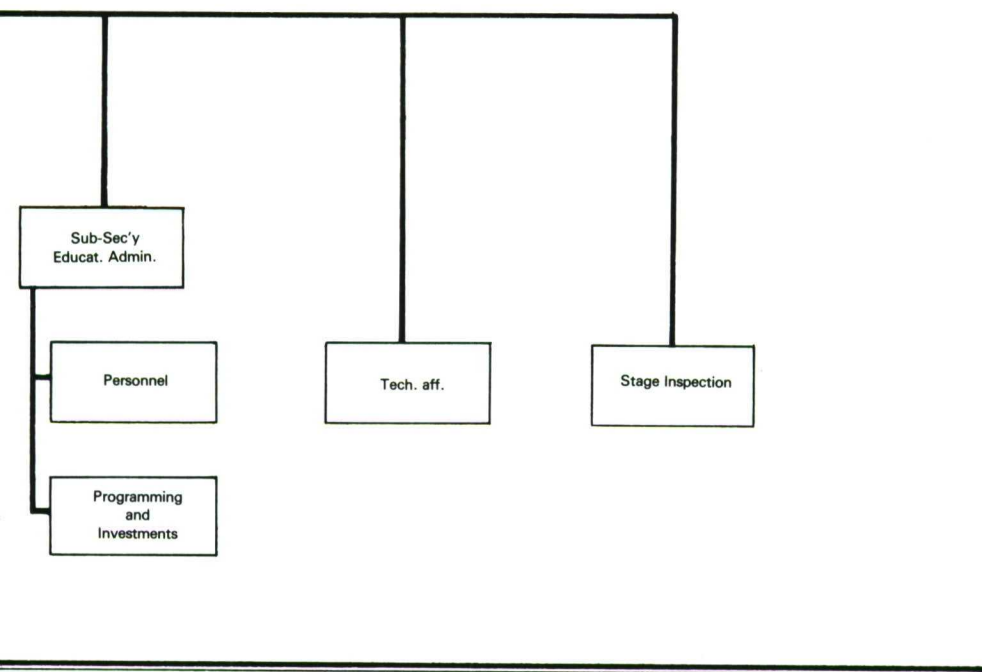 Sub-Sec'y
Educat. Admin.
Personnel
Tech. aff.
Stage Inspection
Programming
and
Investments